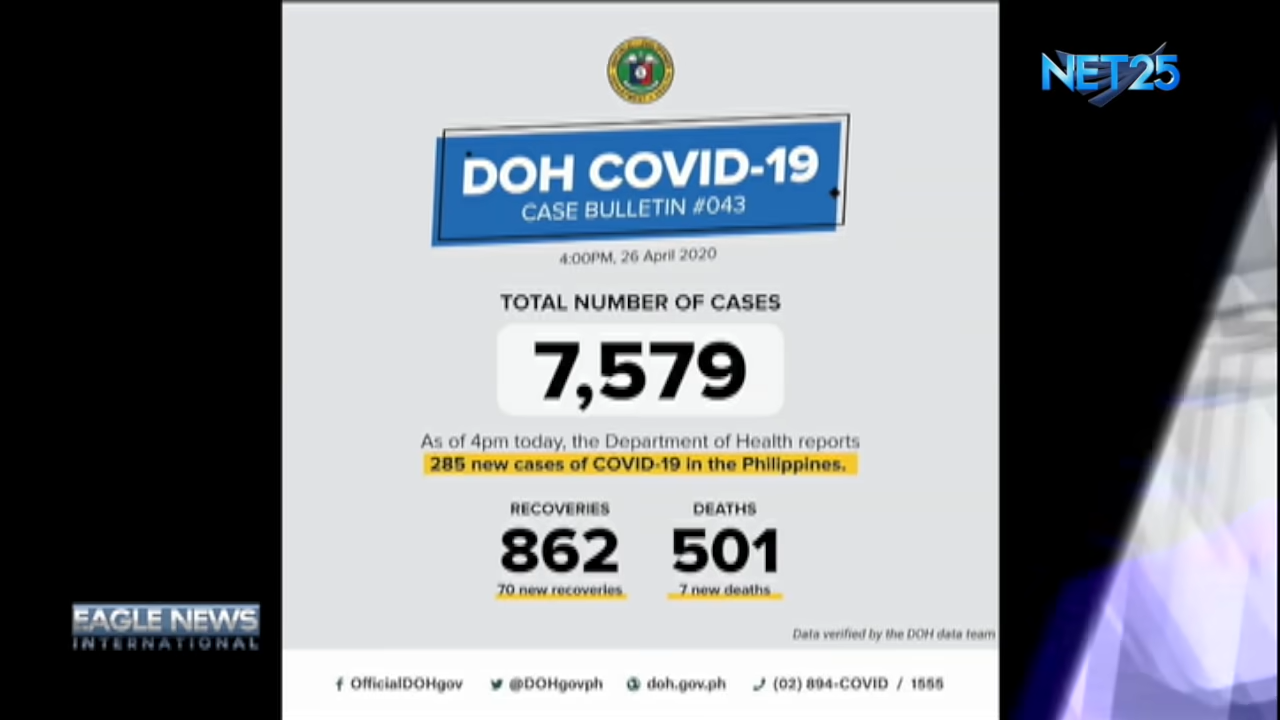 NET25
DOH COVID-19
CASE BULLETIN #043
4:00PM, 26 April 2020
TOTAL NUMBER OF CASES
7,579
As of 4pm today, the Department of Health reports
285 new cases of COVID-19 in the Philippines.
RECOVERIES DEATHS
862 501
70 new recoveries 7 new deaths
EAGLE NEWS
INTERNATIONAL
Data verified by the DOH data team
OfficialDOHgov @DOHgovph doh.gov.ph (02) 894-COVID / 1555